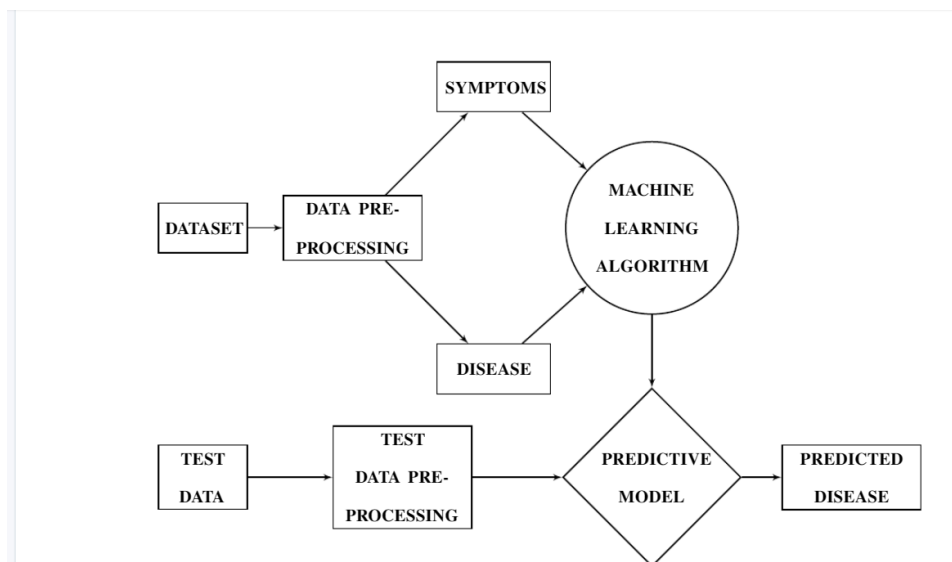 SYMPTOMS
DATASET
DATA PRE-
PROCESSING
MACHINE
LEARNING
ALGORITHM
DISEASE
TEST
DATA
TEST
DATA PRE-
PROCESSING
PREDICTIVE
MODEL
PREDICTED
DISEASE